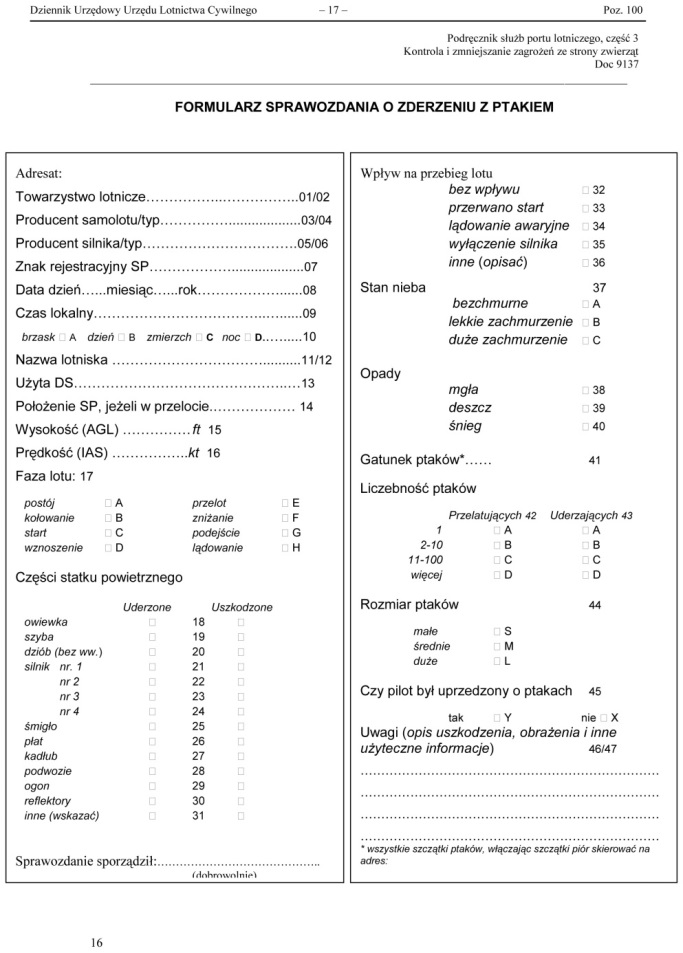 Dziennik Urzędowy Urzędu Lotnictwa Cywilnego – 17 – Poz. 100
Podręcznik służb portu lotniczego, część 3
Kontrola i zmniejszanie zagrożeń ze strony zwierząt
Doc 9137
FORMULARZ SPRAWOZDANIA O ZDERZENIU Z PTAKIEM
Adresat:
Towarzystwo lotnicze……………..……………..01/02
Producent samolotu/typ……………...................03/04
Producent silnika/typ…………………………….05/06
Znak rejestracyjny SP………………...................07
Data dzień…...miesiąc…...rok………………......08
Czas lokalny……………………………..….…......09
brzask □ A dzień □ B zmierzch □ C noc □ D.…......10
Nazwa lotniska …………………………...........11/12
Użyta DS…………………………………….…13
Położenie SP, jeżeli w przelocie.……………… 14
Wysokość (AGL) ……………ft 15
Prędkość (IAS) ……………..kt 16
Faza lotu: 17
postój □ A przelot □ E
kołowanie □ B zniżanie □ F
start □ C podejście □ G
wznoszenie □ D lądowanie □ H
Części statku powietrznego
Uderzone Uszkodzone
owiewka □ 18 □
szyba □ 19 □
dziób (bez ww.) □ 20 □
silnik nr. 1 □ 21 □
nr 2 □ 22 □
nr 3 □ 23 □
nr 4 □ 24 □
śmigło □ 25 □
płat □ 26 □
kadłub □ 27 □
podwozie □ 28 □
ogon □ 29 □
reflektory □ 30 □
inne (wskazać) □ 31 □
Sprawozdanie sporządził:…………………………………..
(dobrowolnie)
Wpływ na przebieg lotu
bez wpływu □ 32
przerwano start □ 33
lądowanie awaryjne □ 34
wyłączenie silnika □ 35
inne (opisać) □ 36
Stan nieba 37
bezchmurne □ A
lekkie zachmurzenie □ B
duże zachmurzenie □ C
Opady
mgła □ 38
deszcz □ 39
śnieg □ 40
Gatunek ptaków*…… 41
Liczebność ptaków
Przelatujących 42 Uderzających 43
1 □ A □ A
2-10 □ B □ B
11-100 □ C □ C
więcej □ D □ D
Rozmiar ptaków 44
małe □ S
średnie □ M
duże □ L
Czy pilot był uprzedzony o ptakach 45
tak □ Y nie □ X
Uwagi (opis uszkodzenia, obrażenia i inne
użyteczne informacje) 46/47
………………………………………………………………
………………………………………………………………
………………………………………………………………
………………………………………………………………
* wszystkie szczątki ptaków, włączając szczątki piór skierować na
adres:
16